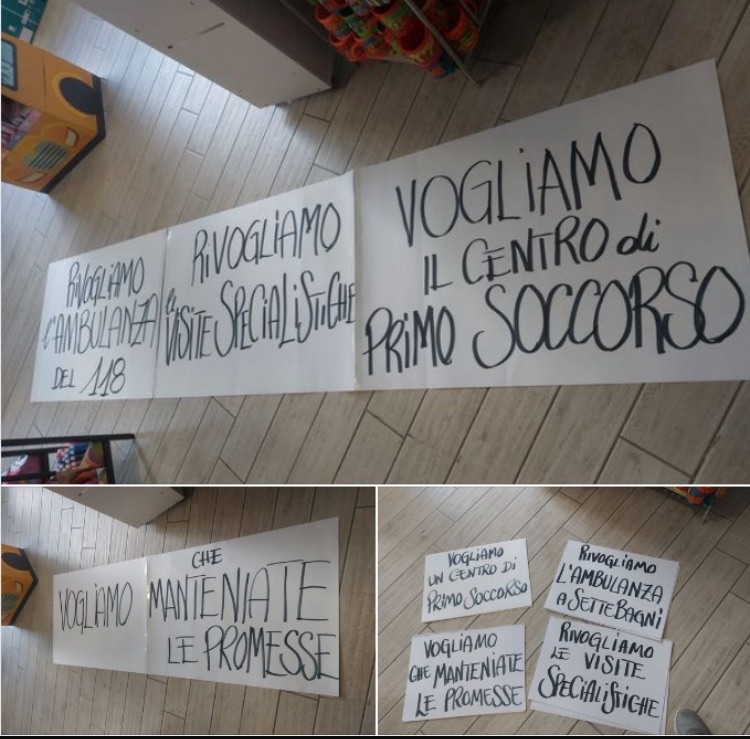 RIVOGLIAMO
L'AMBULANZA
DEL 118
RIVOGLIAMO
le
VISITE SPECIALISTICHE
VOGLIAMO
IL CENTRO di
PRIMO SOCCORSO
VOGLIAMO
CHE
MANTENIATE
LE PROMESSE
VOGLIAMO
UN CENTRO DI
PRIMO SOCCORSO
RIVOGLIAMO
L'AMBULANZA
A SETTEBAGNI
VOGLIAMO
CHE MANTENIATE
LE PROMESSE
RIVOGLIAMO
LE VISITE
SPECIALISTICHE